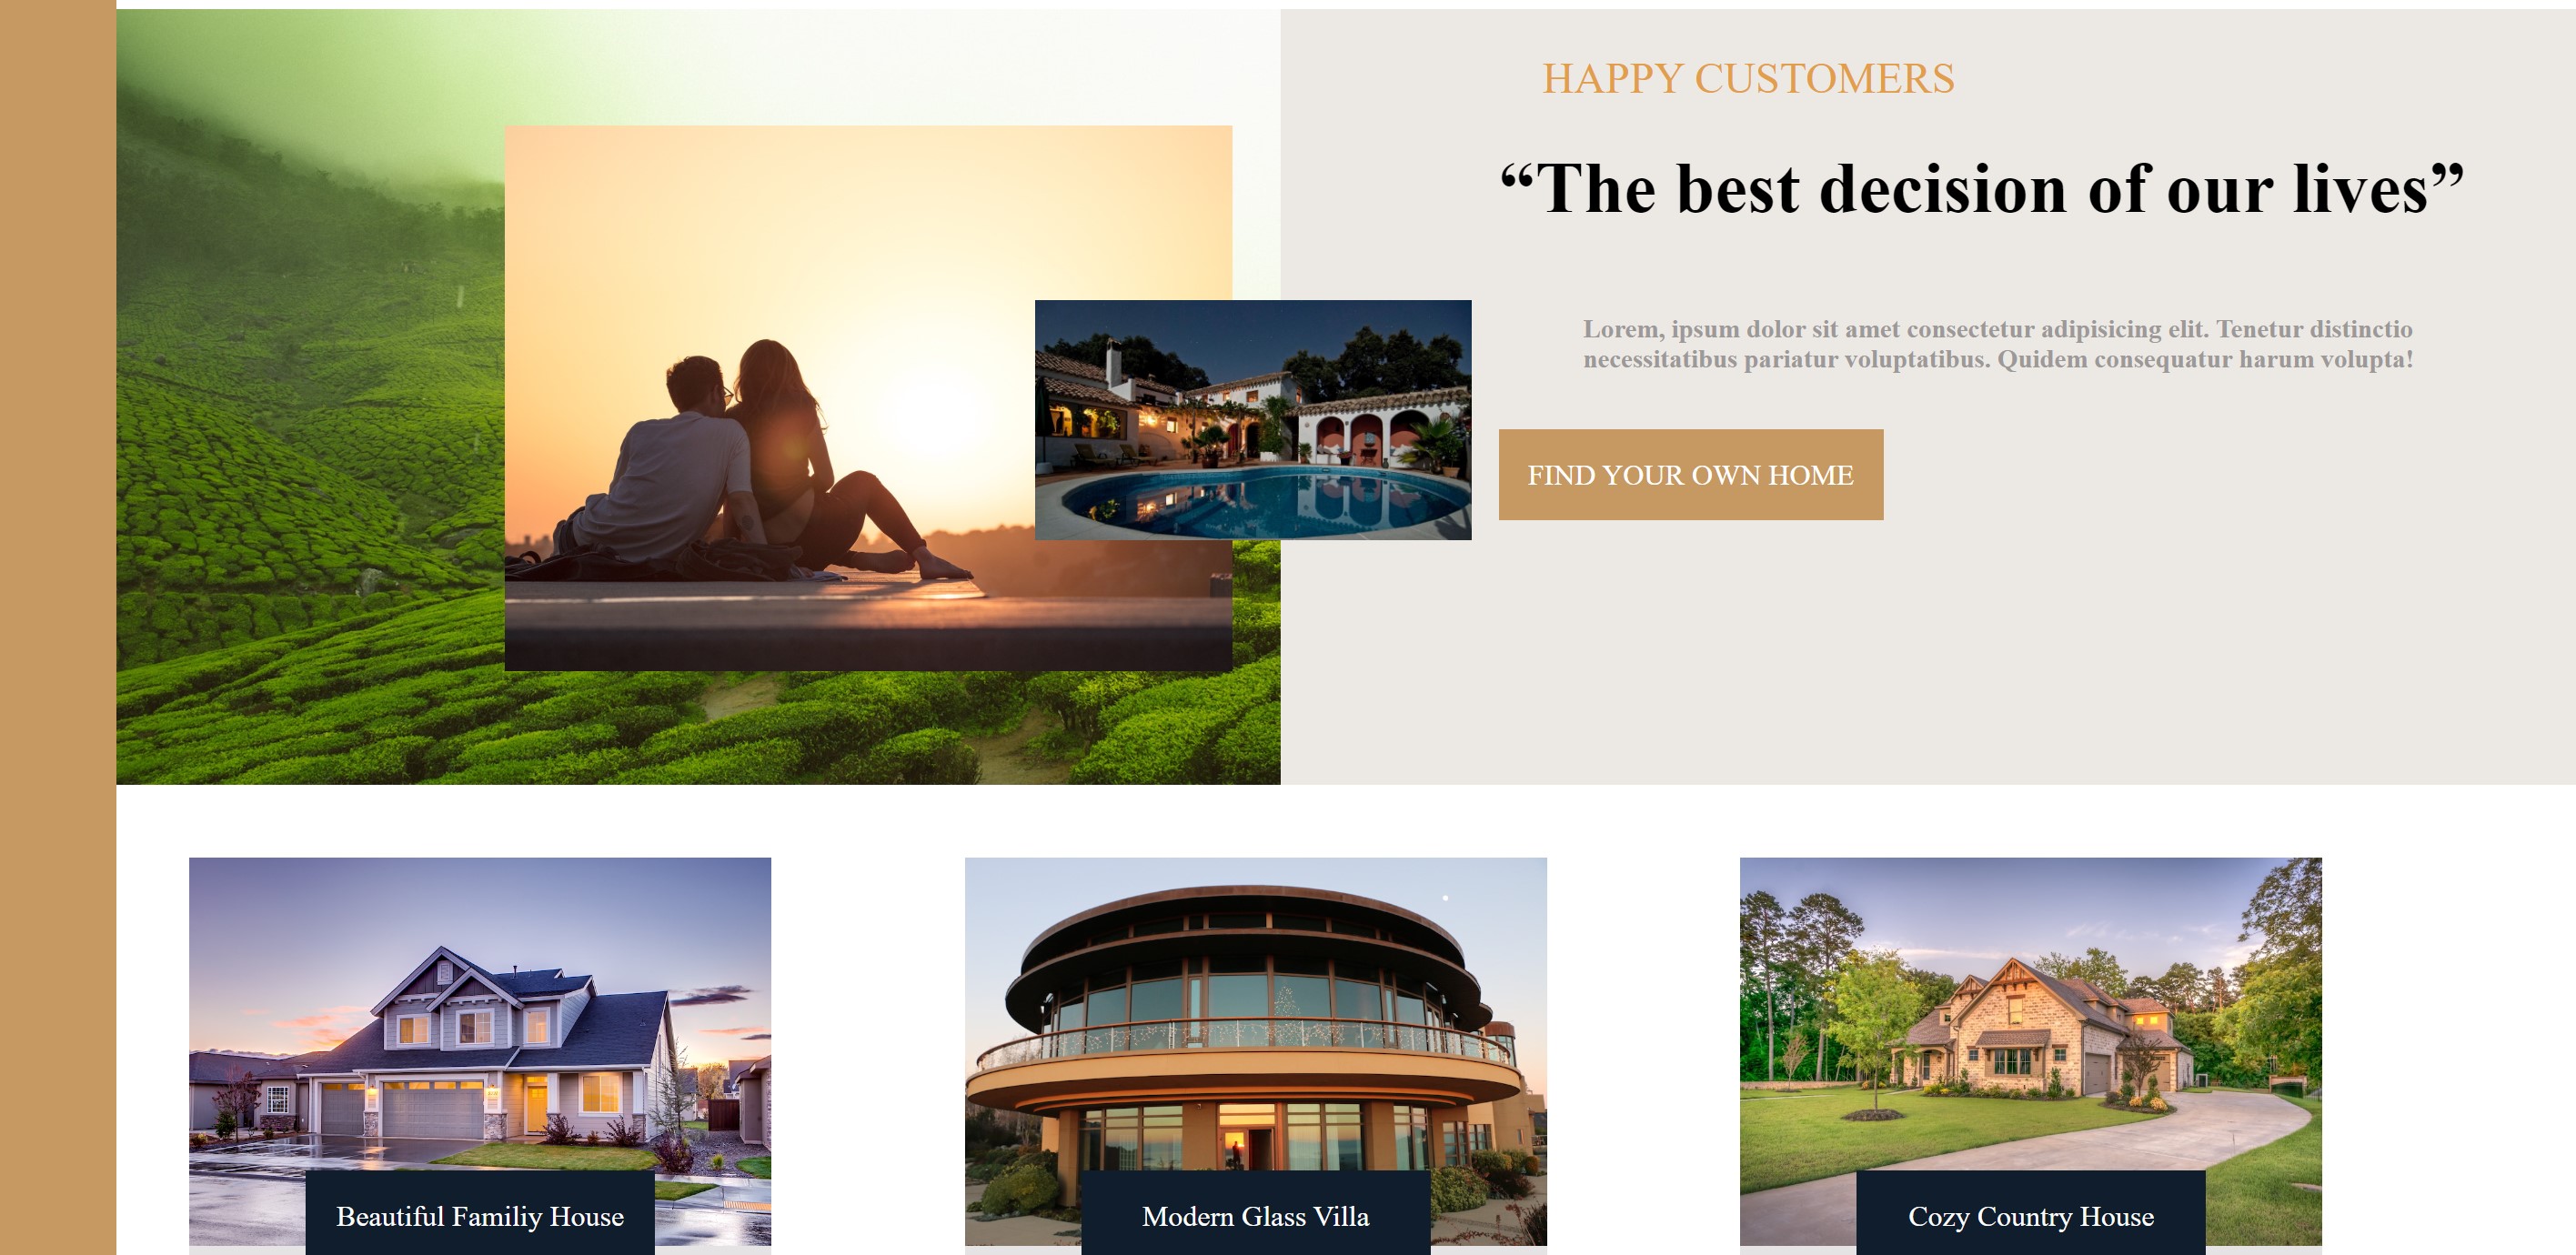 HAPPY CUSTOMERS
“The best decision of our lives”
Lorem, ipsum dolor sit amet consectetur adipisicing elit. Tenetur distinctio
necessitatibus pariatur voluptatibus. Quidem consequatur harum volupta!
FIND YOUR OWN HOME
Beautiful Familiy House
Modern Glass Villa
Cozy Country House